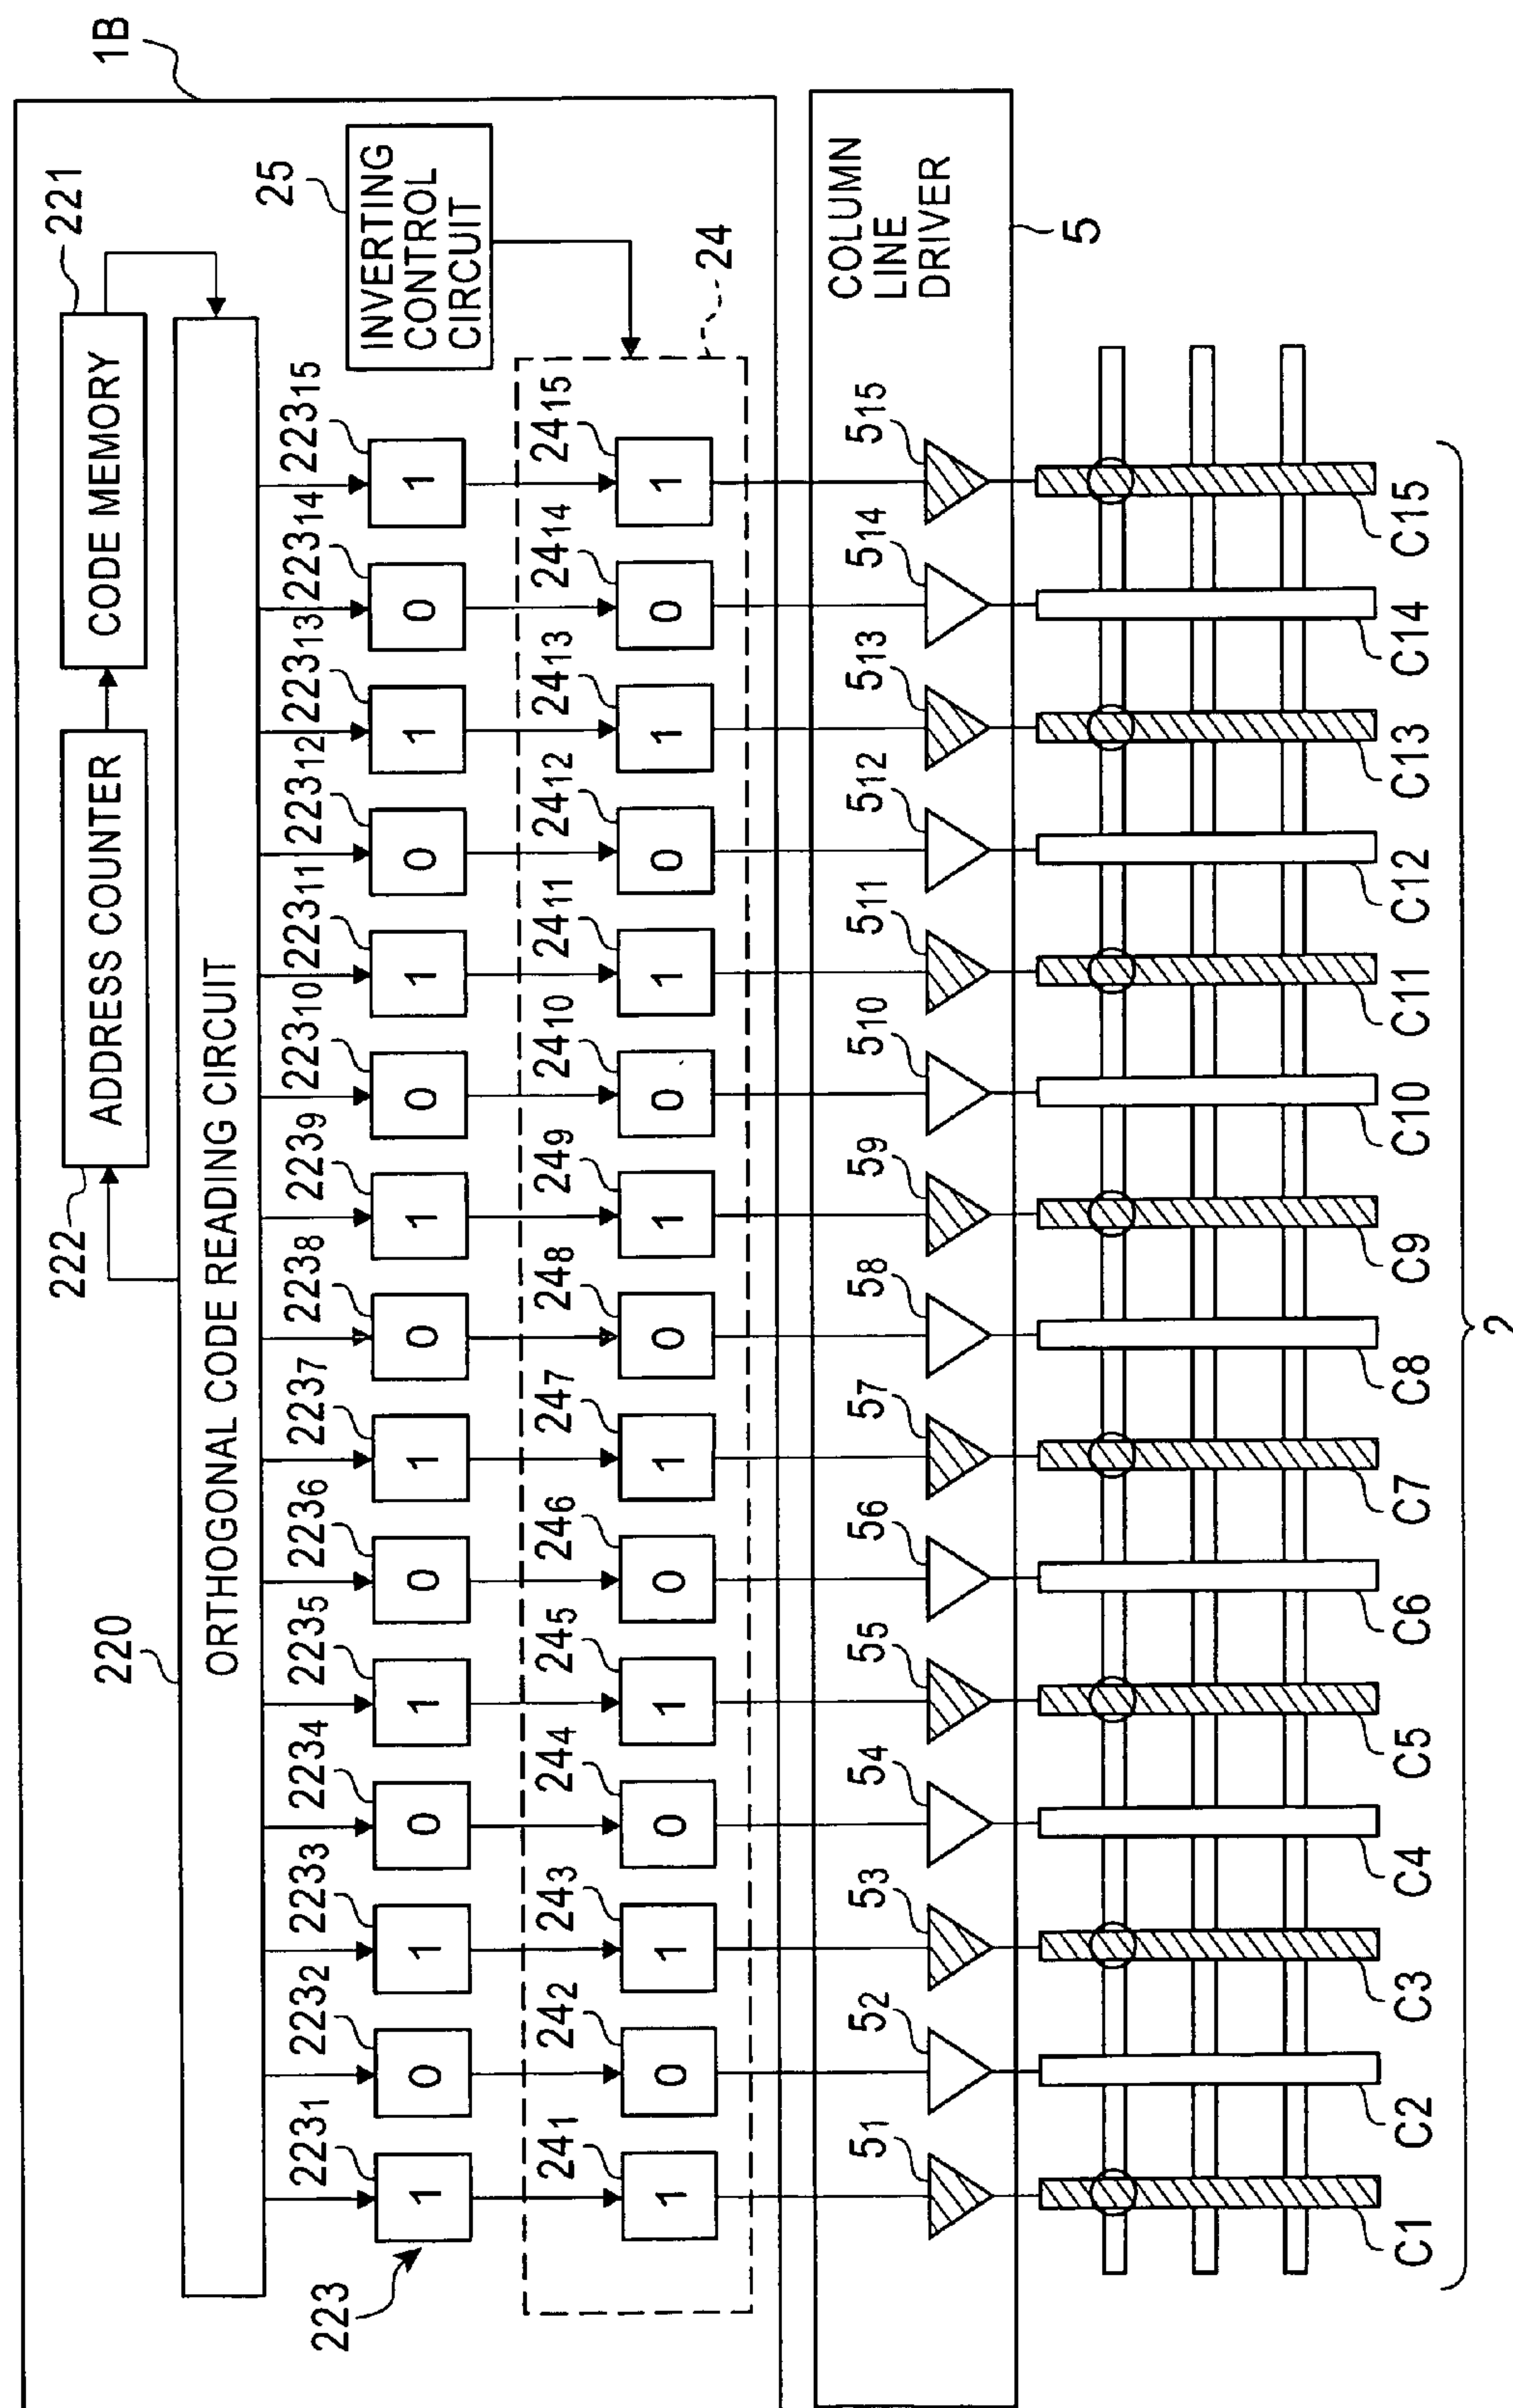 1B
222
ADDRESS COUNTER
CODE MEMORY
221
220
ORTHOGONAL CODE READING CIRCUIT
25
INVERTING
CONTROL
CIRCUIT
223
223₁ 223₂ 223₃ 223₄ 223₅ 223₆ 223₇ 223₈ 223₉ 223₁₀ 223₁₁ 223₁₂ 223₁₃ 223₁₄ 223₁₅
1 0 1 0 1 0 1 0 1 0 1 0 1 0 1
24
24₁ 24₂ 24₃ 24₄ 24₅ 24₆ 24₇ 24₈ 24₉ 24₁₀ 24₁₁ 24₁₂ 24₁₃ 24₁₄ 24₁₅
1 0 1 0 1 0 1 0 1 0 1 0 1 0 1
COLUMN
LINE
DRIVER
5₁ 5₂ 5₃ 5₄ 5₅ 5₆ 5₇ 5₈ 5₉ 5₁₀ 5₁₁ 5₁₂ 5₁₃ 5₁₄ 5₁₅
5
C1 C2 C3 C4 C5 C6 C7 C8 C9 C10 C11 C12 C13 C14 C15
2